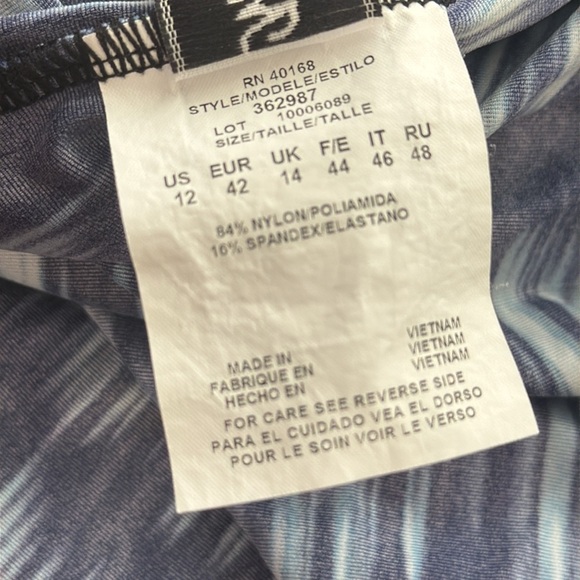 RN 40168
STYLE/MODELE/ESTILO
362987
LOT 10006089
SIZE/TAILLE/TALLE
US EUR UK F/E IT RU
12 42 14 44 46 48
84% NYLON/POLIAMIDA
16% SPANDEX/ELASTANO
MADE IN VIETNAM
FABRIQUE EN VIETNAM
HECHO EN VIETNAM
FOR CARE SEE REVERSE SIDE
PARA EL CUIDADO VEA EL DORSO
POUR LE SOIN VOIR LE VERSO